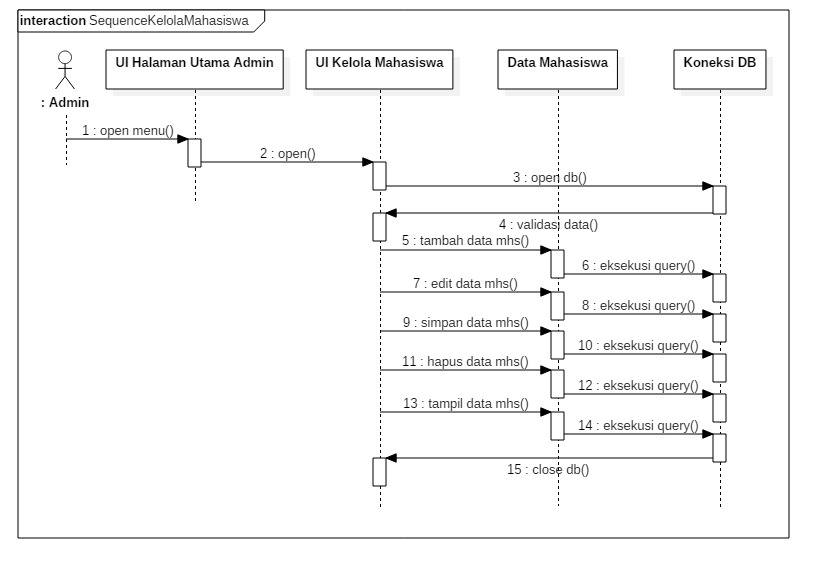 interaction SequenceKelolaMahasiswa
UI Halaman Utama Admin
UI Kelola Mahasiswa
Data Mahasiswa
Koneksi DB
: Admin
1 : open menu()
2 : open()
3 : open db()
4 : validasi data()
5 : tambah data mhs()
6 : eksekusi query()
7 : edit data mhs()
8 : eksekusi query()
9 : simpan data mhs()
10 : eksekusi query()
11 : hapus data mhs()
12 : eksekusi query()
13 : tampil data mhs()
14 : eksekusi query()
15 : close db()